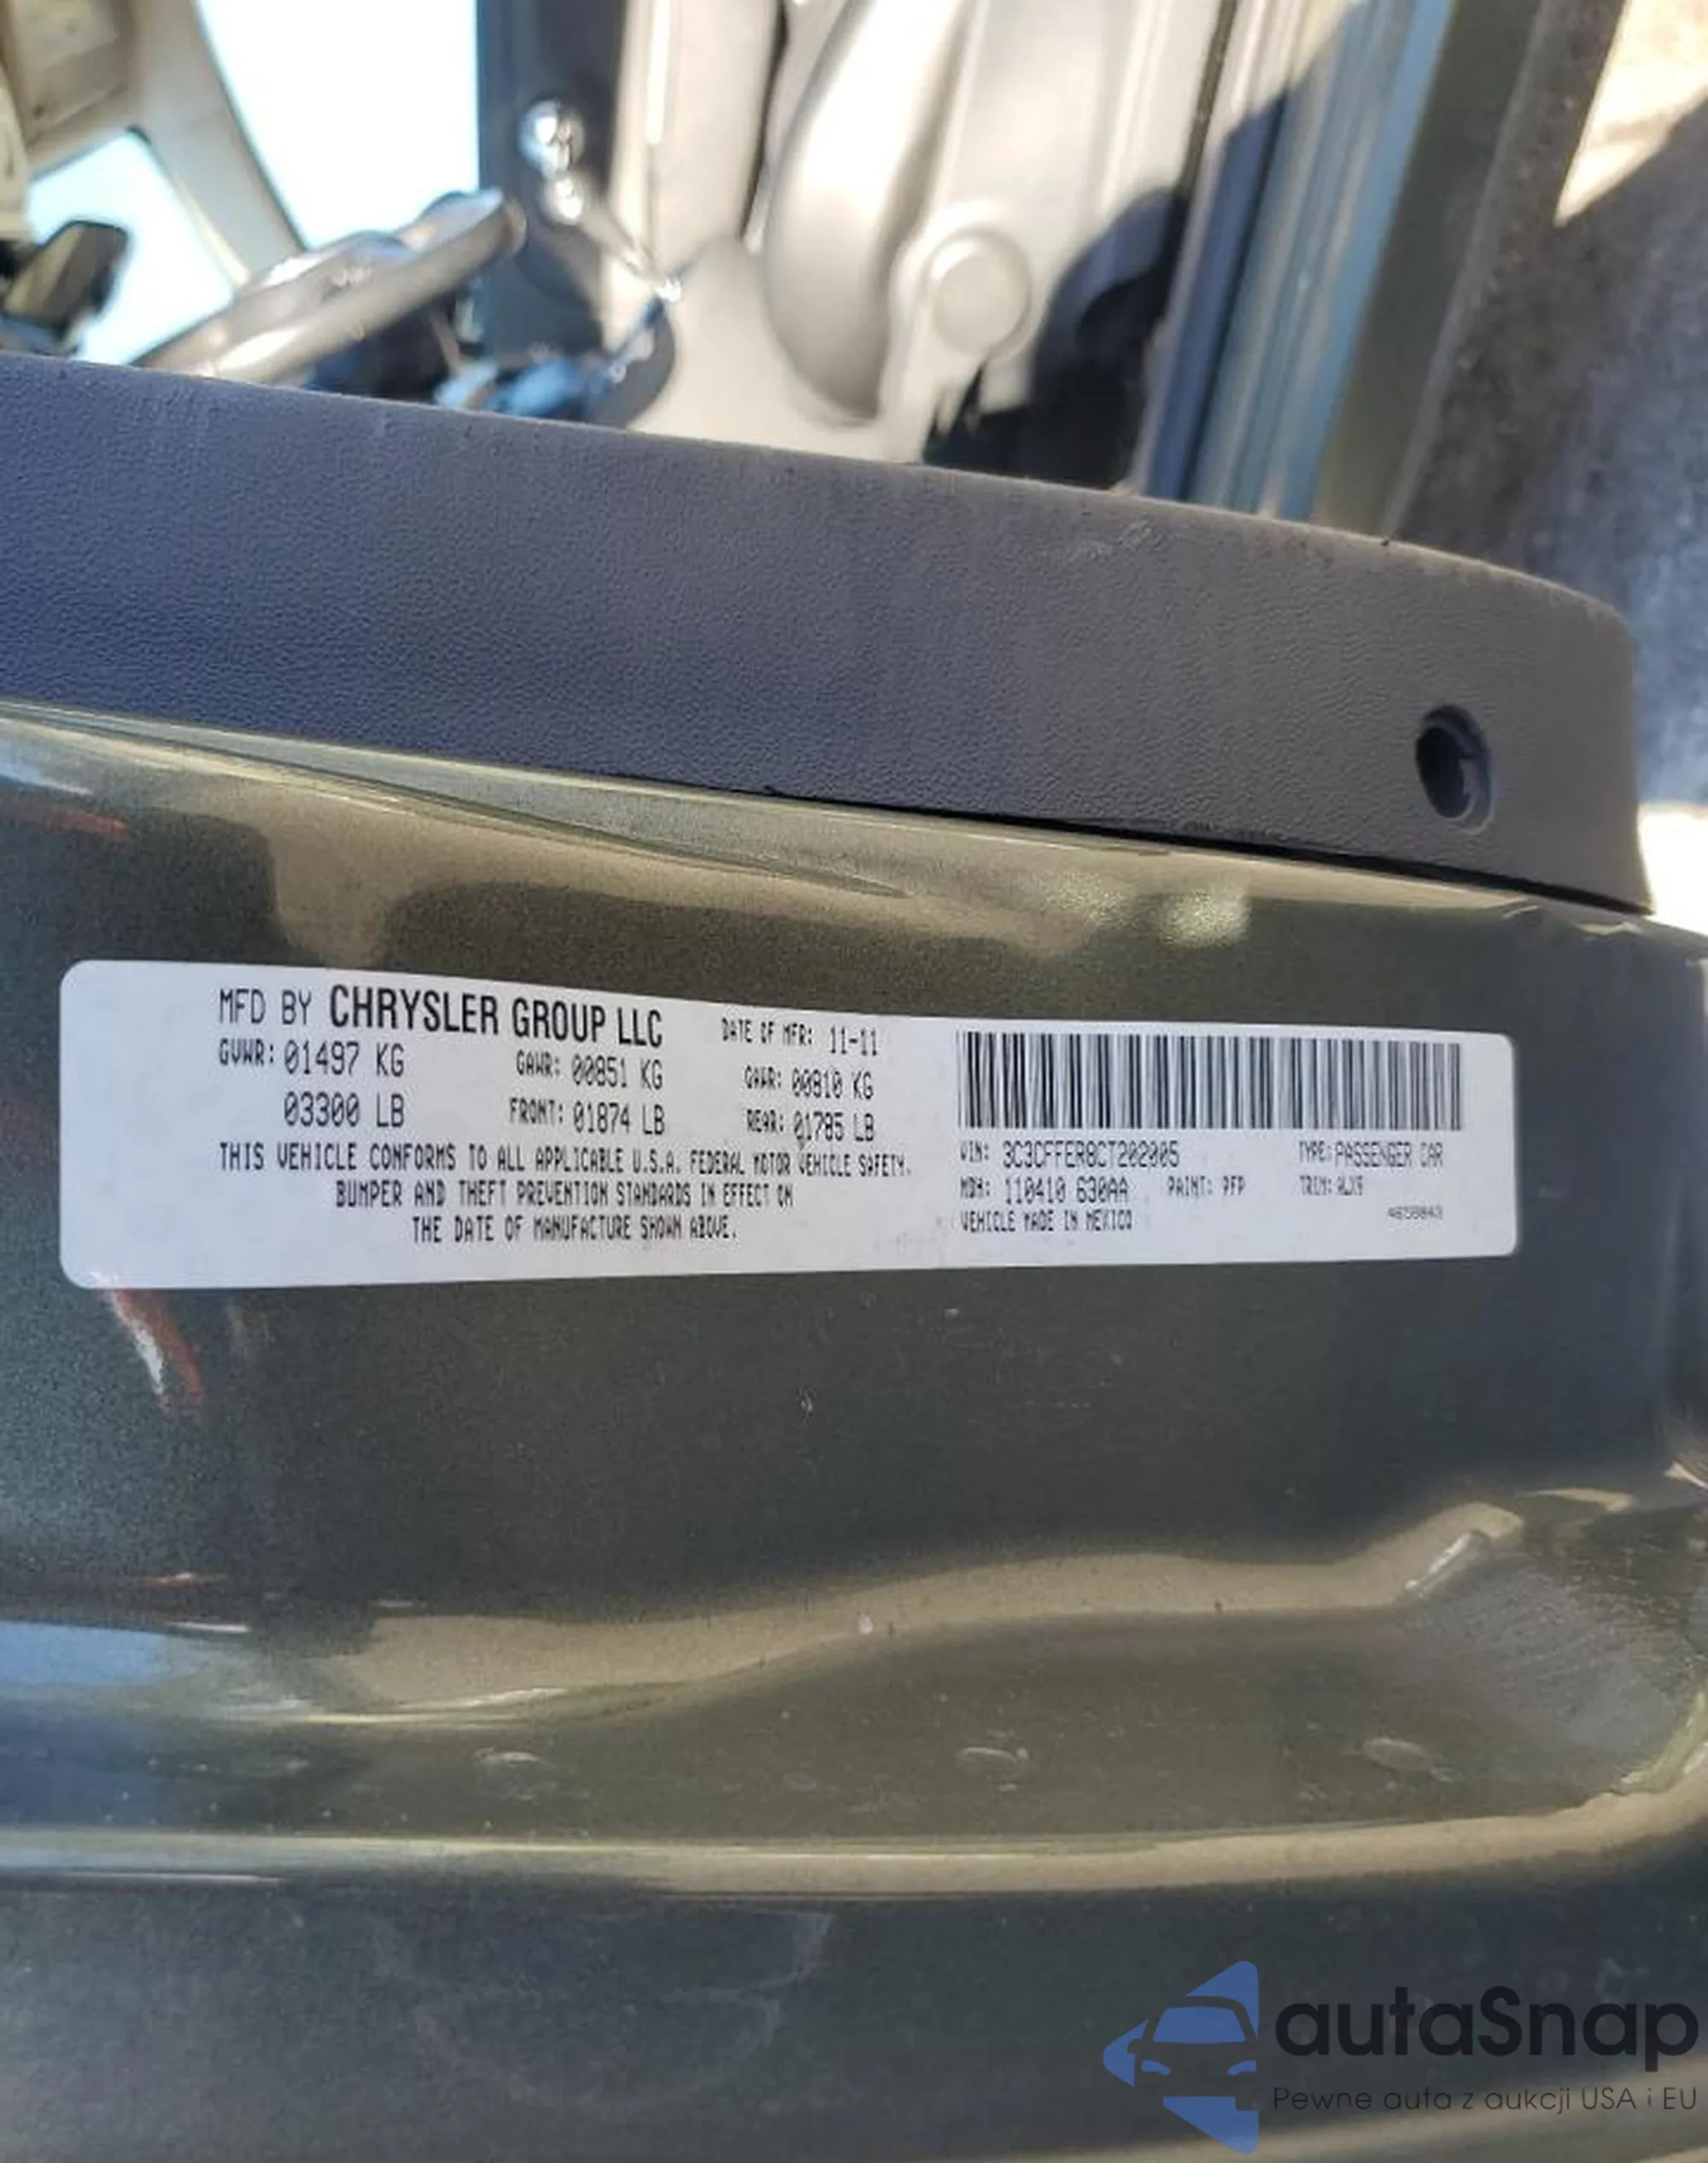 MFD BY CHRYSLER GROUP LLC DATE OF MFR: 11-11
GVWR: 01497 KG GAWR: 00851 KG GAWR: 00810 KG
03300 LB FRONT: 01874 LB REAR: 01785 LB
THIS VEHICLE CONFORMS TO ALL APPLICABLE U.S.A. FEDERAL MOTOR VEHICLE SAFETY,
BUMPER AND THEFT PREVENTION STANDARDS IN EFFECT ON
THE DATE OF MANUFACTURE SHOWN ABOVE.
VIN: 3C3CFFER8CT202005 TYPE: PASSENGER CAR
MDH: 110410 630AA PAINT: PFP TRIM:
VEHICLE MADE IN MEXICO
autaSnap
Pewne auta z aukcji USA i EU